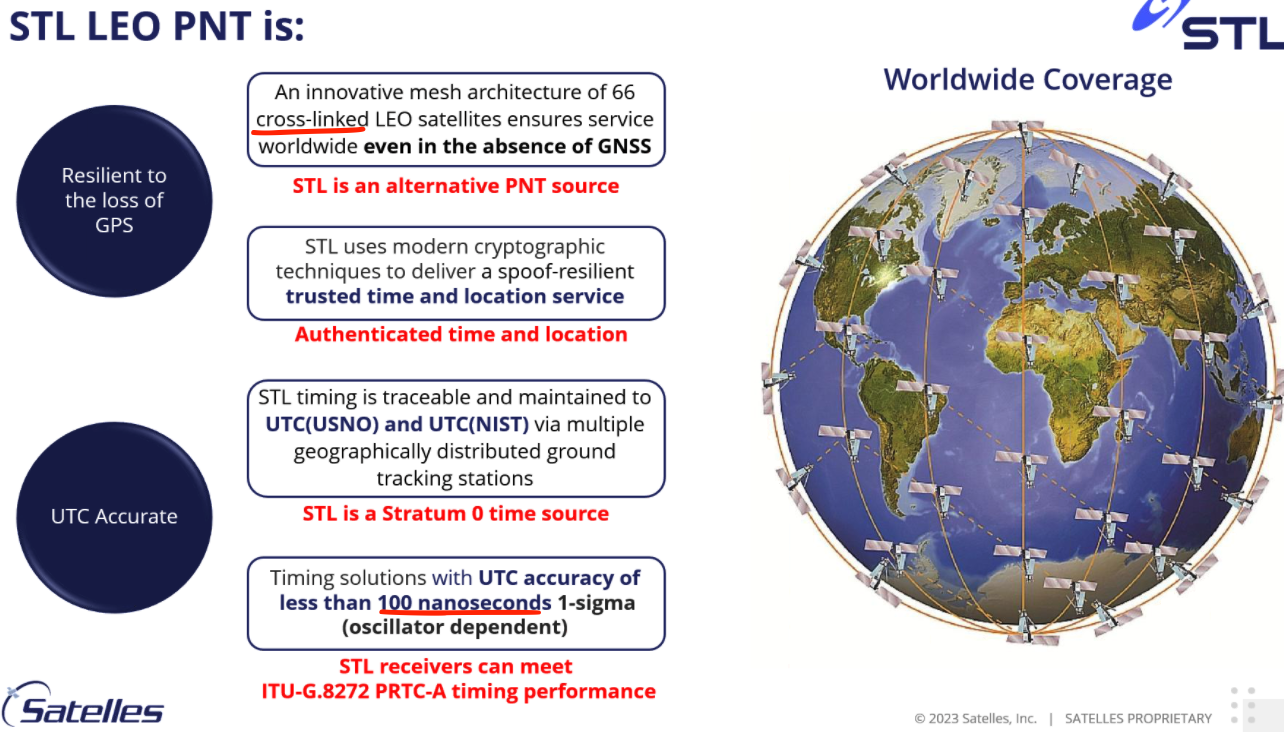 STL LEO PNT is:
STL
Resilient to
the loss of
GPS
An innovative mesh architecture of 66
cross-linked LEO satellites ensures service
worldwide even in the absence of GNSS
STL is an alternative PNT source
STL uses modern cryptographic
techniques to deliver a spoof-resilient
trusted time and location service
Authenticated time and location
UTC Accurate
STL timing is traceable and maintained to
UTC(USNO) and UTC(NIST) via multiple
geographically distributed ground
tracking stations
STL is a Stratum 0 time source
Timing solutions with UTC accuracy of
less than 100 nanoseconds 1-sigma
(oscillator dependent)
STL receivers can meet
ITU-G.8272 PRTC-A timing performance
Worldwide Coverage
Satelles
© 2023 Satelles, Inc. | SATELLES PROPRIETARY